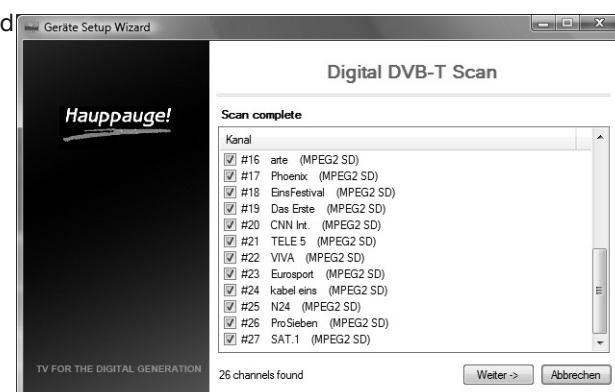 d
Geräte Setup Wizard
Digital DVB-T Scan
Hauppauge!
Scan complete
Kanal
#16 arte (MPEG2 SD)
#17 Phoenix (MPEG2 SD)
#18 EinsFestival (MPEG2 SD)
#19 Das Erste (MPEG2 SD)
#20 CNN Int. (MPEG2 SD)
#21 TELE 5 (MPEG2 SD)
#22 VIVA (MPEG2 SD)
#23 Eurosport (MPEG2 SD)
#24 kabel eins (MPEG2 SD)
#25 N24 (MPEG2 SD)
#26 ProSieben (MPEG2 SD)
#27 SAT.1 (MPEG2 SD)
TV FOR THE DIGITAL GENERATION
26 channels found
Weiter ->
Abbrechen